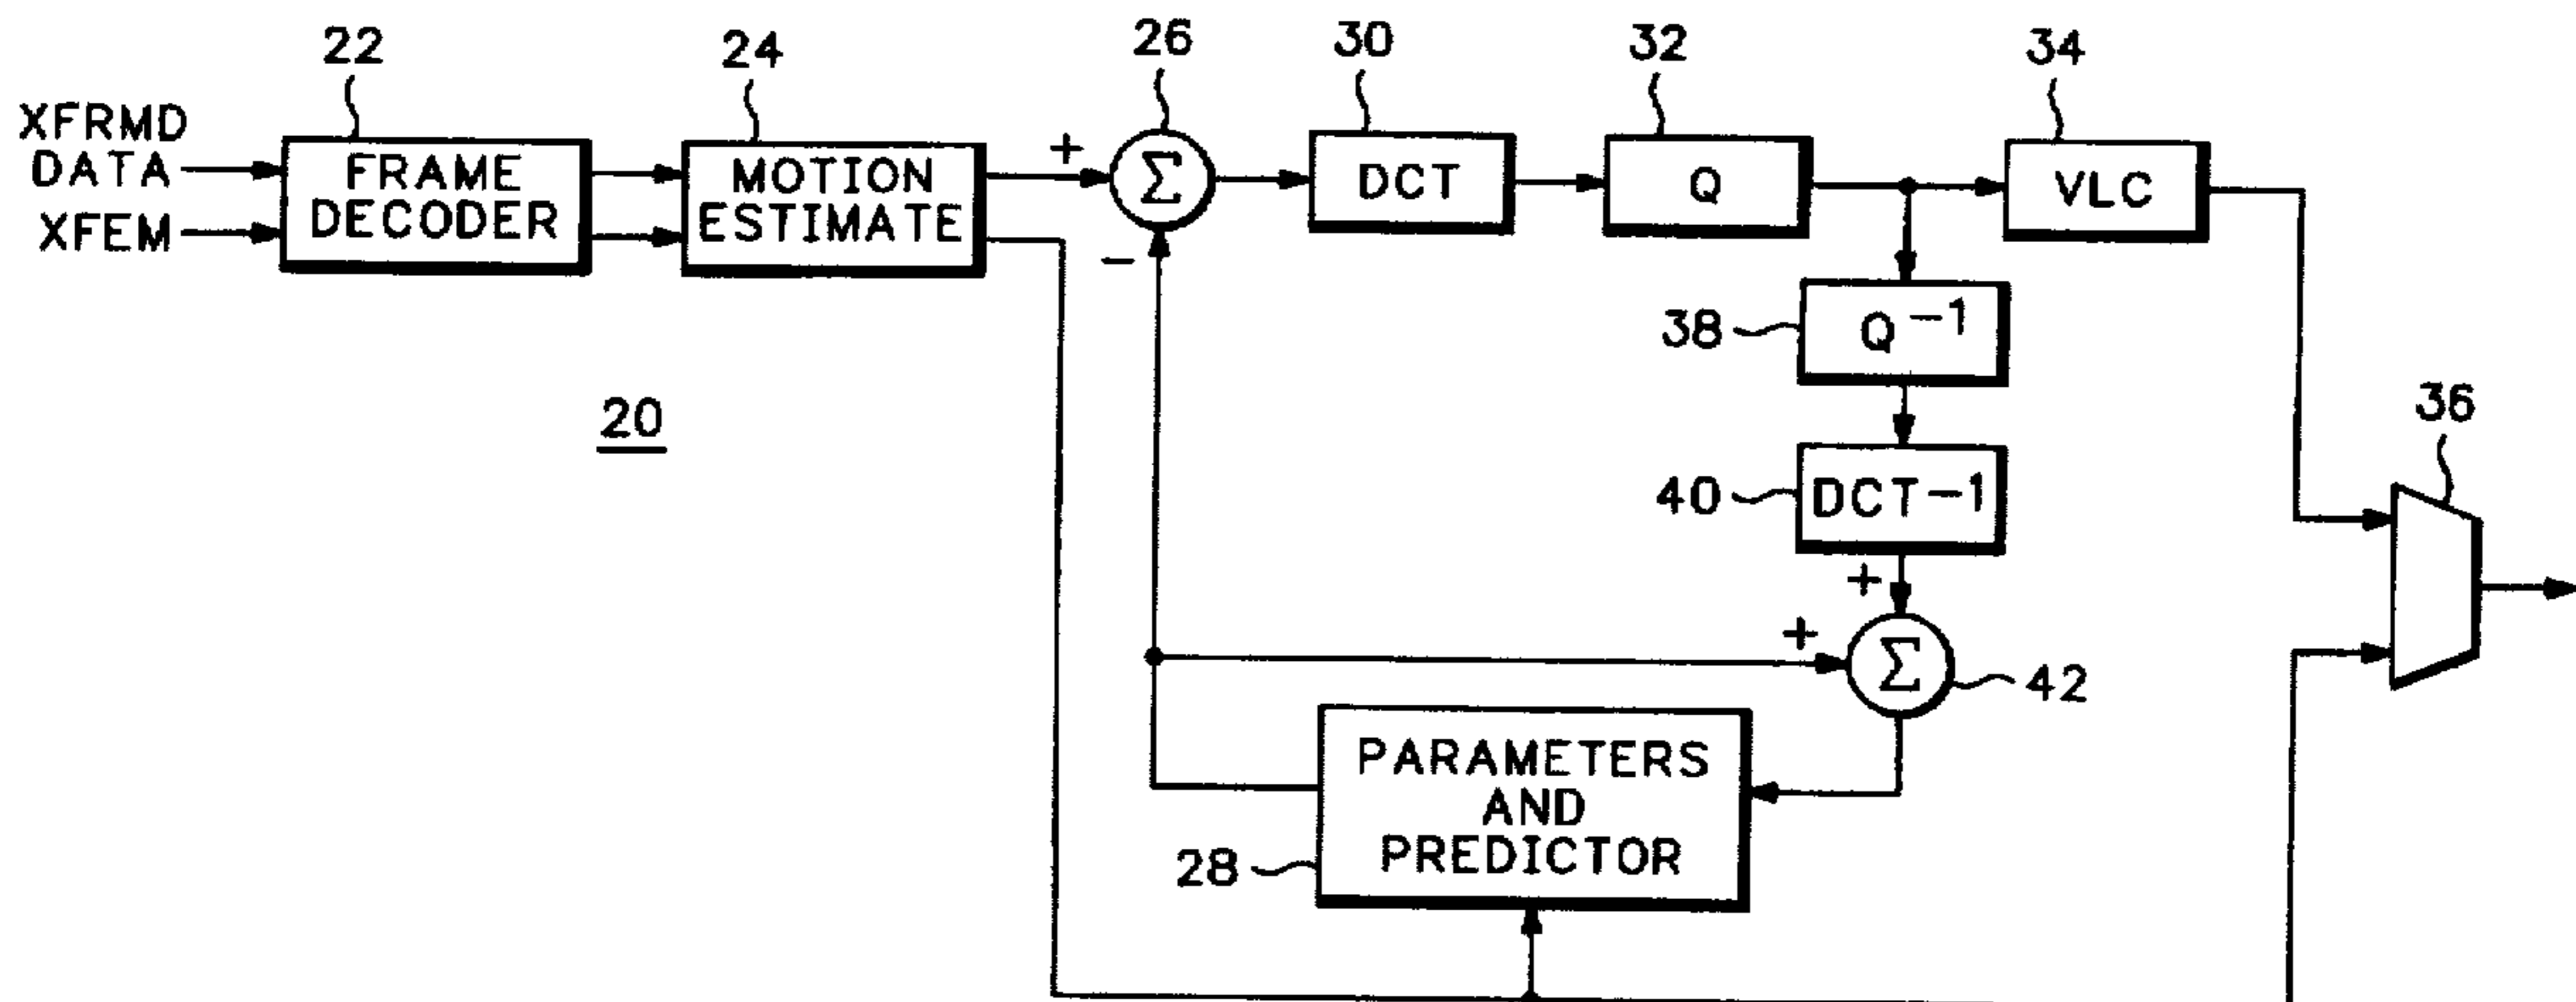 22
24
26
30
32
34
XFRMD
DATA
XFEM
FRAME
DECODER
MOTION
ESTIMATE
+
Σ
-
DCT
Q
VLC
38
Q -1
20
36
40
DCT-1
+
+
Σ
42
PARAMETERS
AND
PREDICTOR
28